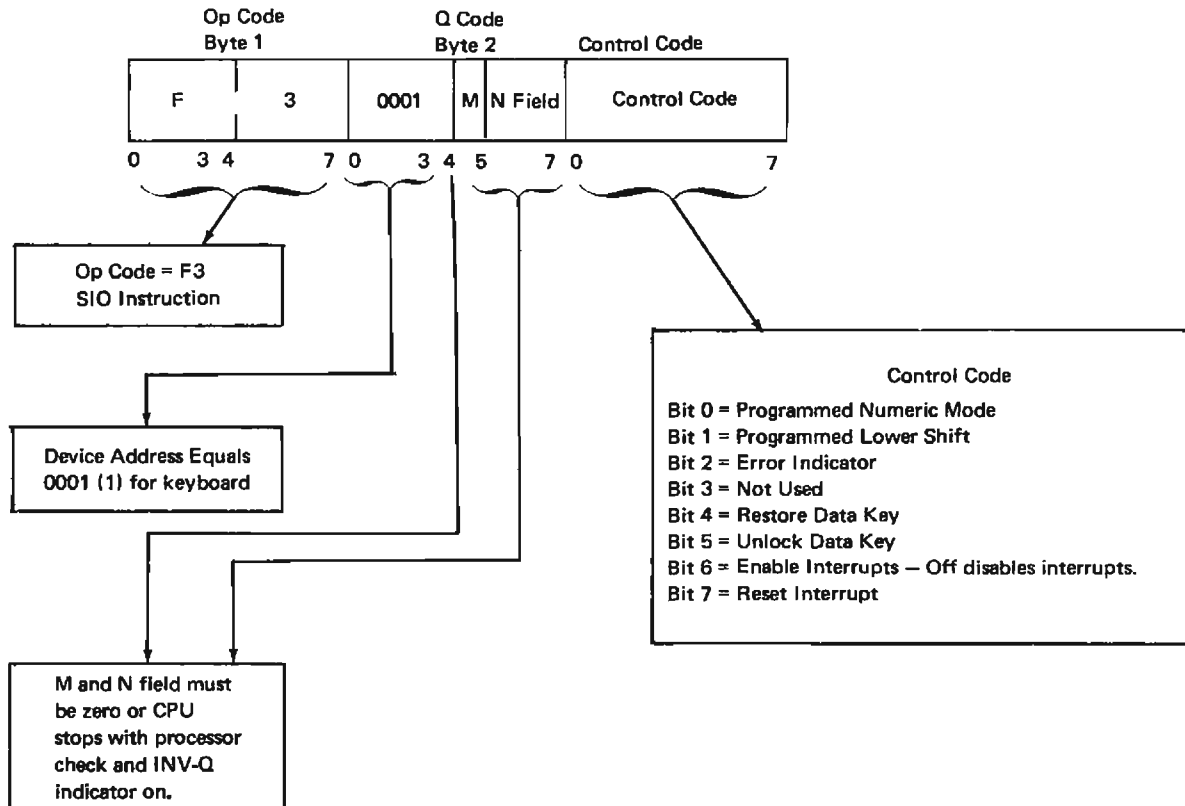 Op Code
Byte 1
Q Code
Byte 2
Control Code
F 3 0001 M N Field Control Code
0 3 4 7 0 3 4 5 7 0 7
Op Code = F3
SIO Instruction
Device Address Equals
0001 (1) for keyboard
M and N field must
be zero or CPU
stops with processor
check and INV-Q
indicator on.
Control Code
Bit 0 = Programmed Numeric Mode
Bit 1 = Programmed Lower Shift
Bit 2 = Error Indicator
Bit 3 = Not Used
Bit 4 = Restore Data Key
Bit 5 = Unlock Data Key
Bit 6 = Enable Interrupts — Off disables interrupts.
Bit 7 = Reset Interrupt